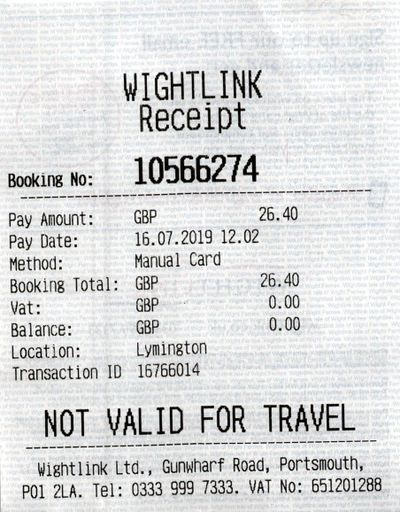 WIGHTLINK
Receipt
Booking No: 10566274
Pay Amount: GBP 26.40
Pay Date: 16.07.2019 12.02
Method: Manual Card
Booking Total: GBP 26.40
Vat: GBP 0.00
Balance: GBP 0.00
Location: Lymington
Transaction ID 16766014
NOT VALID FOR TRAVEL
Wightlink Ltd., Gunwharf Road, Portsmouth,
PO1 2LA. Tel: 0333 999 7333. VAT No: 651201288